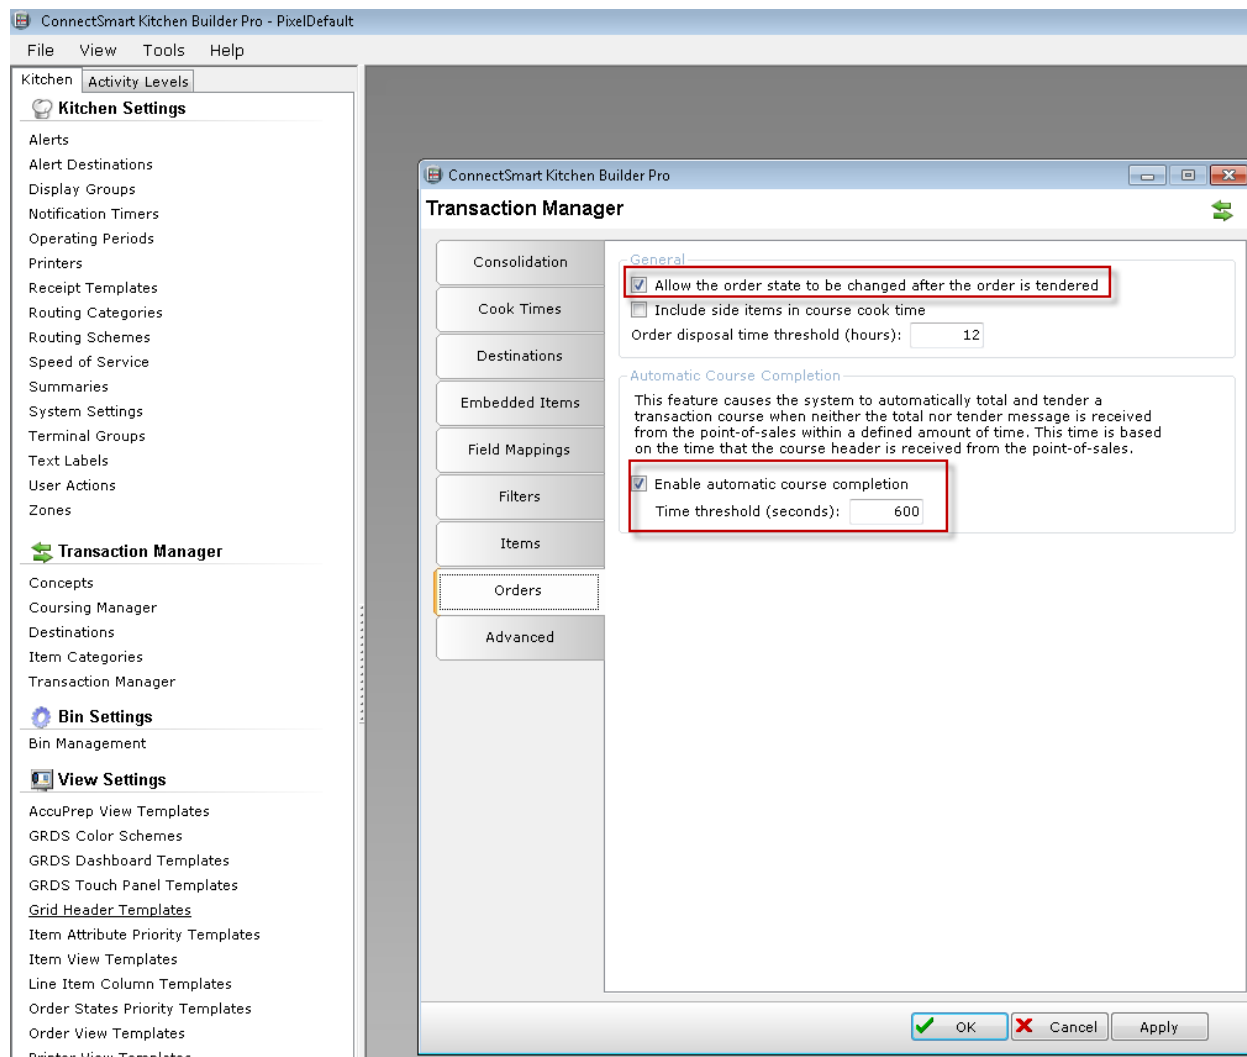 ConnectSmart Kitchen Builder Pro - PixelDefault
File View Tools Help
Kitchen Activity Levels
Kitchen Settings
Alerts
Alert Destinations
Display Groups
Notification Timers
Operating Periods
Printers
Receipt Templates
Routing Categories
Routing Schemes
Speed of Service
Summaries
System Settings
Terminal Groups
Text Labels
User Actions
Zones
Transaction Manager
Concepts
Coursing Manager
Destinations
Item Categories
Transaction Manager
Bin Settings
Bin Management
View Settings
AccuPrep View Templates
GRDS Color Schemes
GRDS Dashboard Templates
GRDS Touch Panel Templates
Grid Header Templates
Item Attribute Priority Templates
Item View Templates
Line Item Column Templates
Order States Priority Templates
Order View Templates
Printer View Templates
ConnectSmart Kitchen Builder Pro
Transaction Manager
Consolidation
Cook Times
Destinations
Embedded Items
Field Mappings
Filters
Items
Orders
Advanced
General
Allow the order state to be changed after the order is tendered
Include side items in course cook time
Order disposal time threshold (hours): 12
Automatic Course Completion
This feature causes the system to automatically total and tender a
transaction course when neither the total nor tender message is received
from the point-of-sales within a defined amount of time. This time is based
on the time that the course header is received from the point-of-sales.
Enable automatic course completion
Time threshold (seconds): 600
OK Cancel Apply